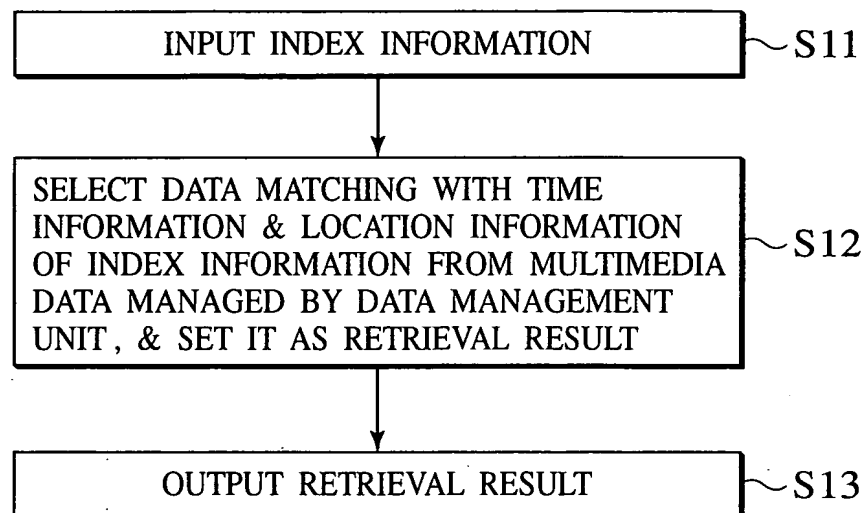 INPUT INDEX INFORMATION
S11
SELECT DATA MATCHING WITH TIME
INFORMATION & LOCATION INFORMATION
OF INDEX INFORMATION FROM MULTIMEDIA
DATA MANAGED BY DATA MANAGEMENT
UNIT, & SET IT AS RETRIEVAL RESULT
S12
OUTPUT RETRIEVAL RESULT
S13